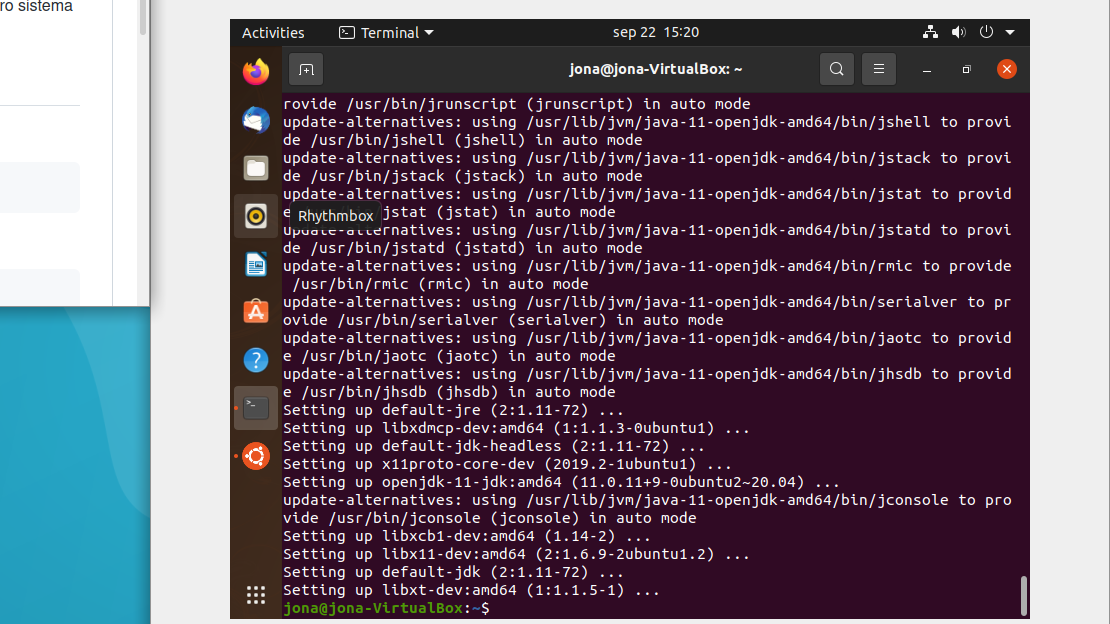 ro sistema
Activities
Terminal
sep 22 15:20
jona@jona-VirtualBox: ~
rovide /usr/bin/jrunscript (jrunscript) in auto mode
update-alternatives: using /usr/lib/jvm/java-11-openjdk-amd64/bin/jshell to provi
de /usr/bin/jshell (jshell) in auto mode
update-alternatives: using /usr/lib/jvm/java-11-openjdk-amd64/bin/jstack to provi
de /usr/bin/jstack (jstack) in auto mode
update-alternatives: using /usr/lib/jvm/java-11-openjdk-amd64/bin/jstat to provid
e jstat (jstat) in auto mode
Rhythmbox
update-alternatives: using /usr/lib/jvm/java-11-openjdk-amd64/bin/jstatd to provi
de /usr/bin/jstatd (jstatd) in auto mode
update-alternatives: using /usr/lib/jvm/java-11-openjdk-amd64/bin/rmic to provide
/usr/bin/rmic (rmic) in auto mode
update-alternatives: using /usr/lib/jvm/java-11-openjdk-amd64/bin/serialver to pr
ovide /usr/bin/serialver (serialver) in auto mode
update-alternatives: using /usr/lib/jvm/java-11-openjdk-amd64/bin/jaotc to provid
e /usr/bin/jaotc (jaotc) in auto mode
update-alternatives: using /usr/lib/jvm/java-11-openjdk-amd64/bin/jhsdb to provid
e /usr/bin/jhsdb (jhsdb) in auto mode
Setting up default-jre (2:1.11-72) ...
Setting up libxdmcp-dev:amd64 (1:1.1.3-0ubuntu1) ...
Setting up default-jdk-headless (2:1.11-72) ...
Setting up x11proto-core-dev (2019.2-1ubuntu1) ...
Setting up openjdk-11-jdk:amd64 (11.0.11+9-0ubuntu2~20.04) ...
update-alternatives: using /usr/lib/jvm/java-11-openjdk-amd64/bin/jconsole to pro
vide /usr/bin/jconsole (jconsole) in auto mode
Setting up libxcb1-dev:amd64 (1.14-2) ...
Setting up libx11-dev:amd64 (2:1.6.9-2ubuntu1.2) ...
Setting up default-jdk (2:1.11-72) ...
Setting up libxt-dev:amd64 (1:1.1.5-1) ...
jona@jona-VirtualBox:~$